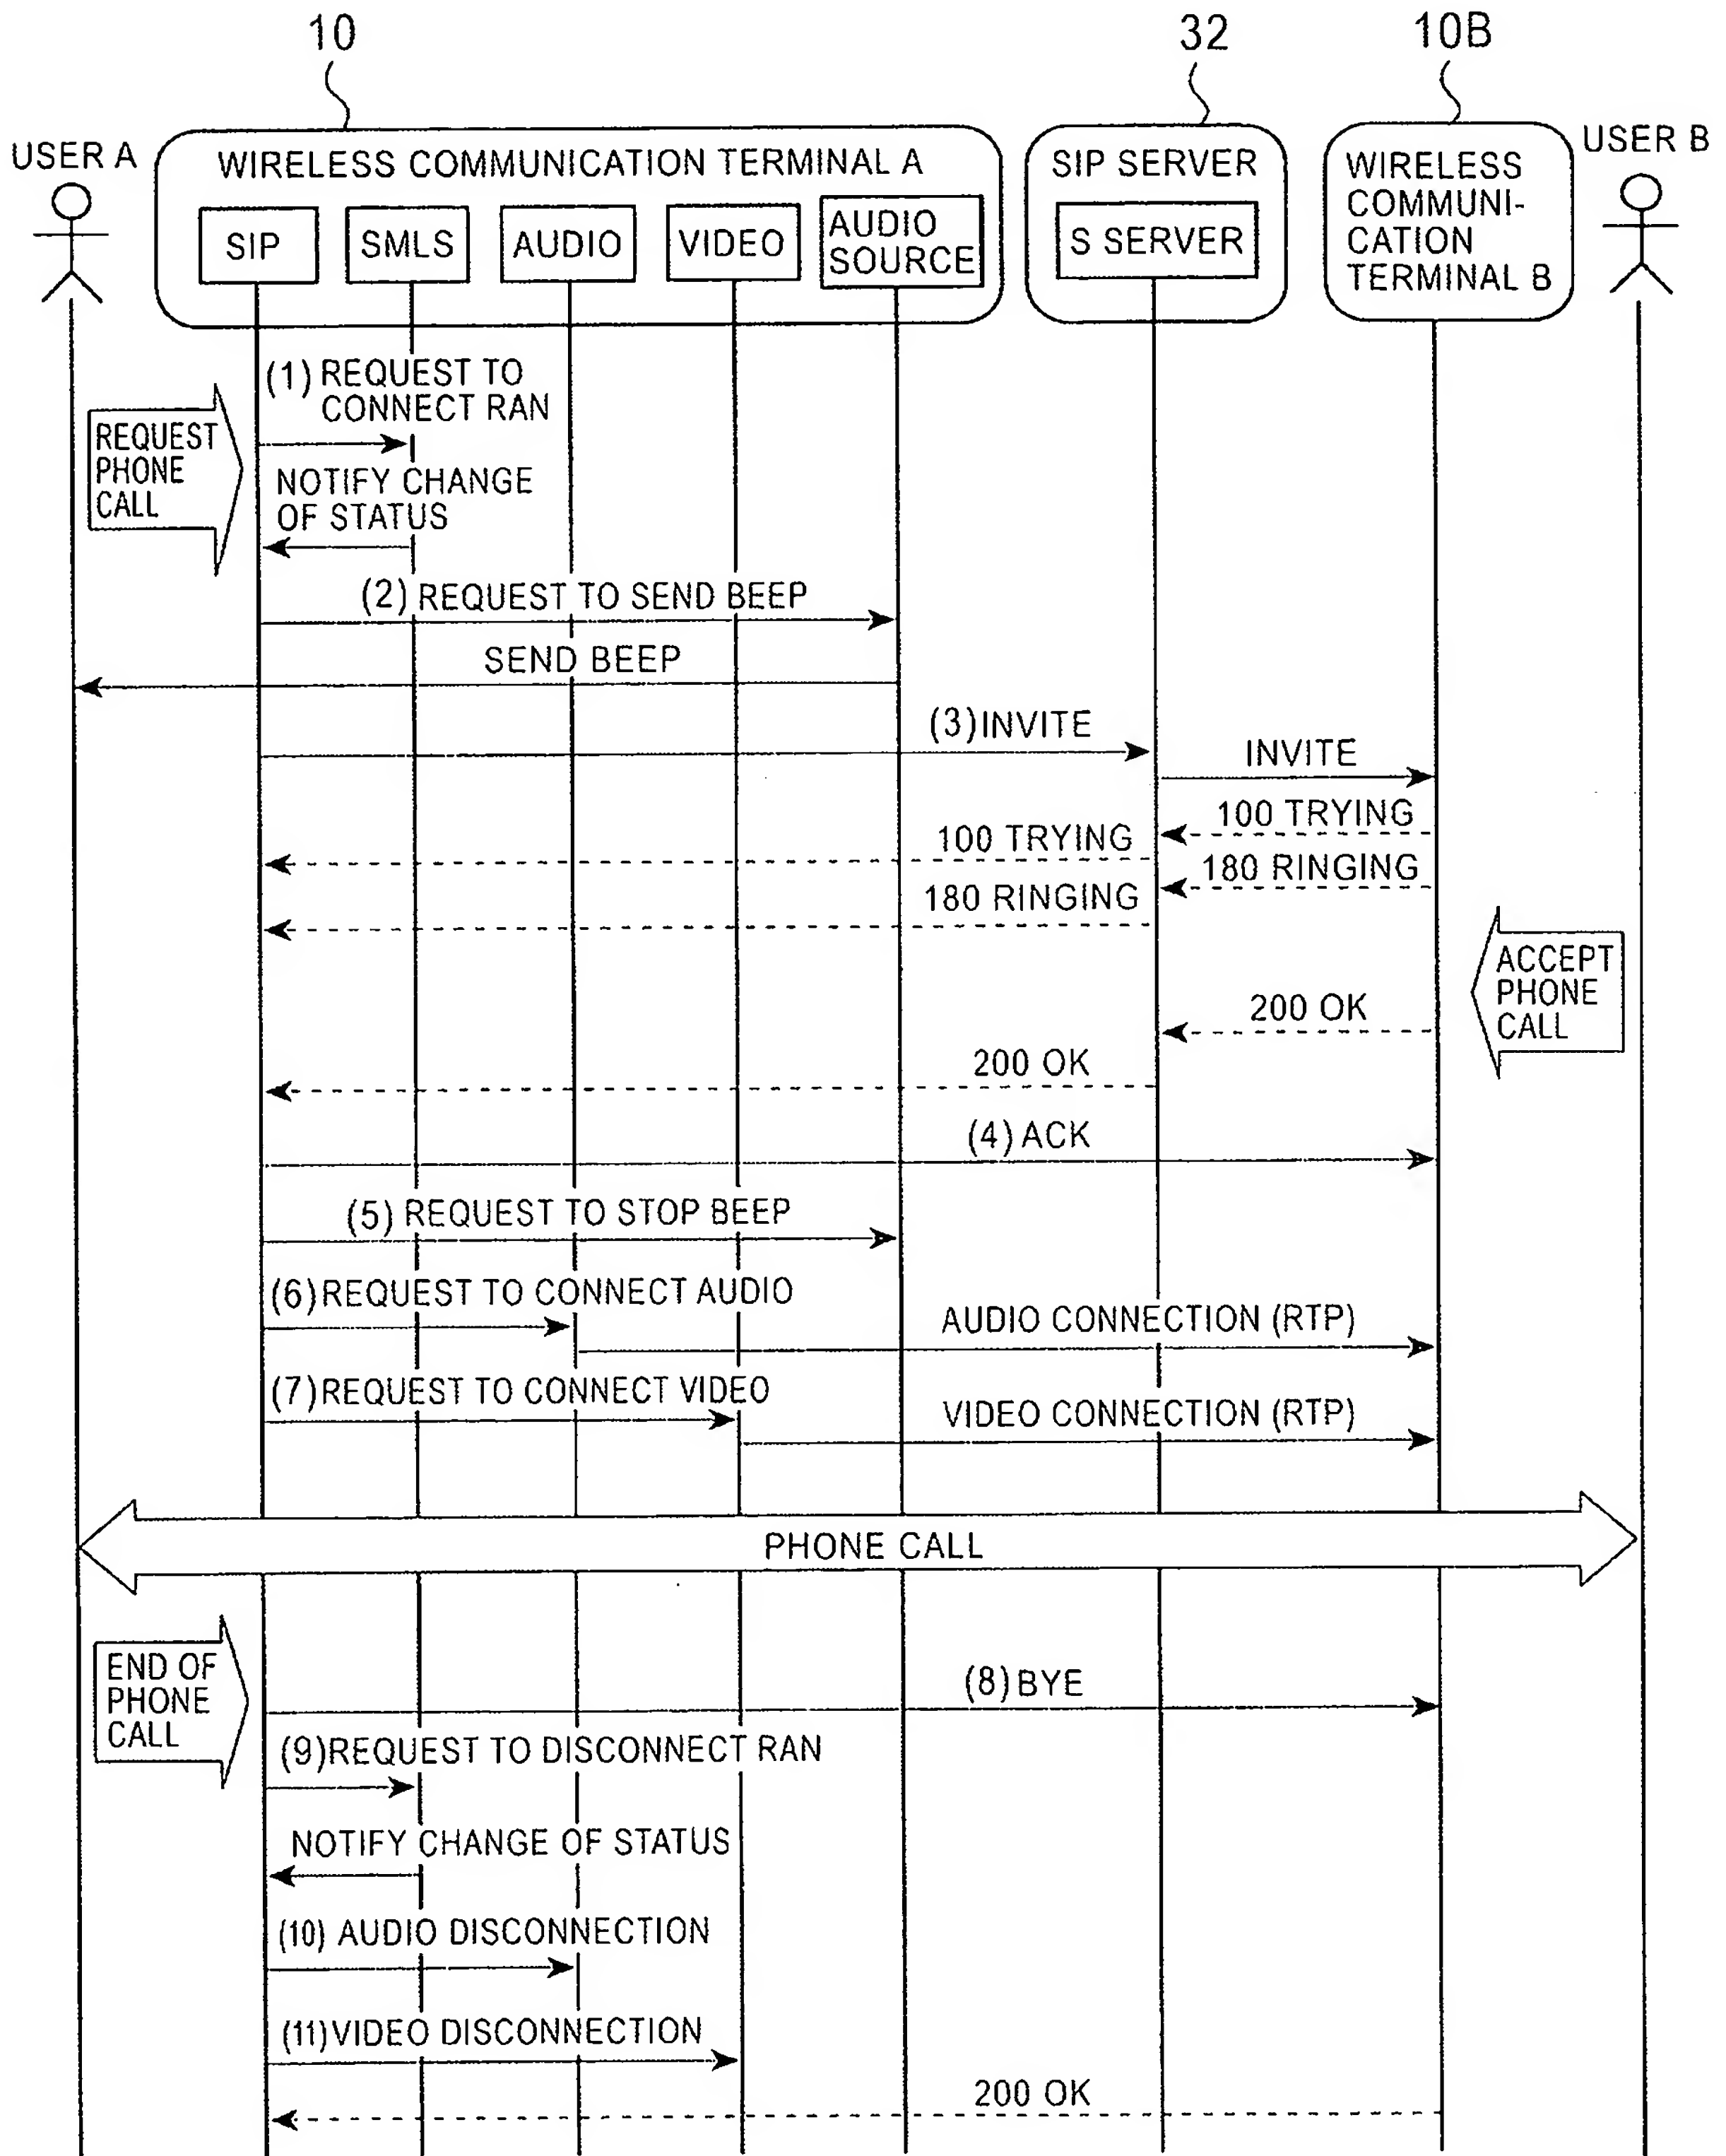 10
32
10B
USER A
WIRELESS COMMUNICATION TERMINAL A
SIP
SMLS
AUDIO
VIDEO
AUDIO
SOURCE
SIP SERVER
S SERVER
WIRELESS
COMMUNI-
CATION
TERMINAL B
USER B
REQUEST
PHONE
CALL
(1) REQUEST TO
CONNECT RAN
NOTIFY CHANGE
OF STATUS
(2) REQUEST TO SEND BEEP
SEND BEEP
(3) INVITE
INVITE
100 TRYING
100 TRYING
180 RINGING
180 RINGING
ACCEPT
PHONE
CALL
200 OK
200 OK
(4) ACK
(5) REQUEST TO STOP BEEP
(6) REQUEST TO CONNECT AUDIO
AUDIO CONNECTION (RTP)
(7) REQUEST TO CONNECT VIDEO
VIDEO CONNECTION (RTP)
PHONE CALL
END OF
PHONE
CALL
(8) BYE
(9) REQUEST TO DISCONNECT RAN
NOTIFY CHANGE OF STATUS
(10) AUDIO DISCONNECTION
(11) VIDEO DISCONNECTION
200 OK